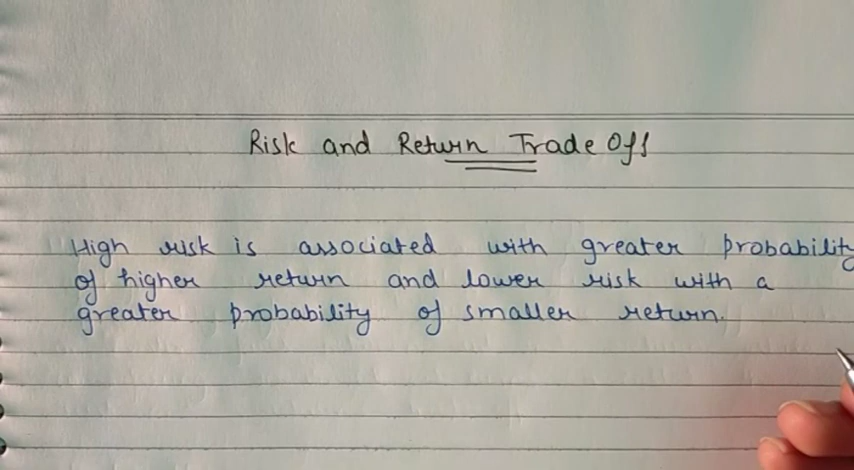 Risk and Return Trade Off
High risk is associated with greater probability
of higher return and lower risk with a
greater probability of smaller return.